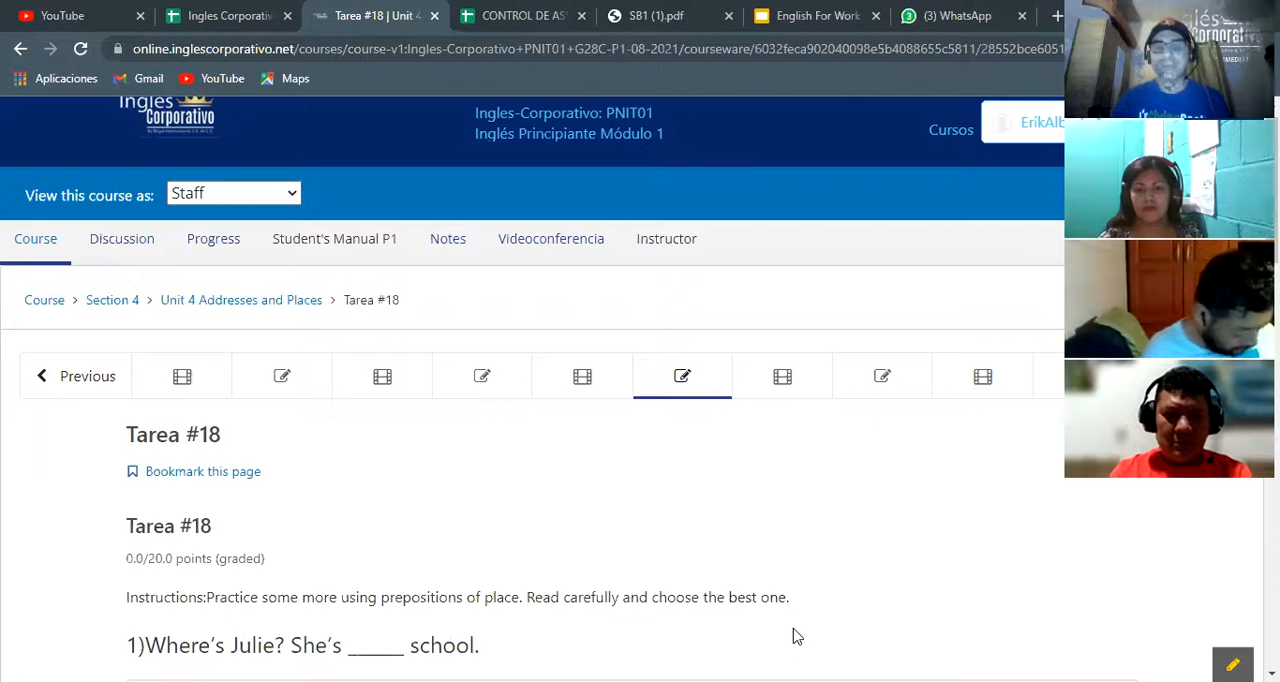 YouTube
Ingles Corporativ
Tarea #18 | Unit 4
CONTROL DE AS
SB1 (1).pdf
English For Work
(3) WhatsApp
online.inglescorporativo.net/courses/course-v1:Ingles-Corporativo+PNIT01+G28C-P1-08-2021/courseware/6032feca902040098e5b4088655c5811/28552bce6051
Aplicaciones
Gmail
YouTube
Maps
Inglés
Corporativo
Ingles-Corporativo: PNIT01
Inglés Principiante Módulo 1
Cursos
ErikAlb
View this course as:
Staff
Course
Discussion
Progress
Student's Manual P1
Notes
Videoconferencia
Instructor
Course > Section 4 > Unit 4 Addresses and Places > Tarea #18
Previous
Tarea #18
Bookmark this page
Tarea #18
0.0/20.0 points (graded)
Instructions:Practice some more using prepositions of place. Read carefully and choose the best one.
1)Where's Julie? She's _____ school.